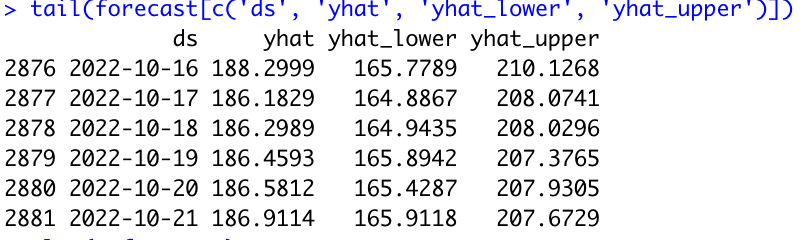 > tail(forecast[c('ds', 'yhat', 'yhat_lower', 'yhat_upper')])
ds yhat yhat_lower yhat_upper
2876 2022-10-16 188.2999 165.7789 210.1268
2877 2022-10-17 186.1829 164.8867 208.0741
2878 2022-10-18 186.2989 164.9435 208.0296
2879 2022-10-19 186.4593 165.8942 207.3765
2880 2022-10-20 186.5812 165.4287 207.9305
2881 2022-10-21 186.9114 165.9118 207.6729